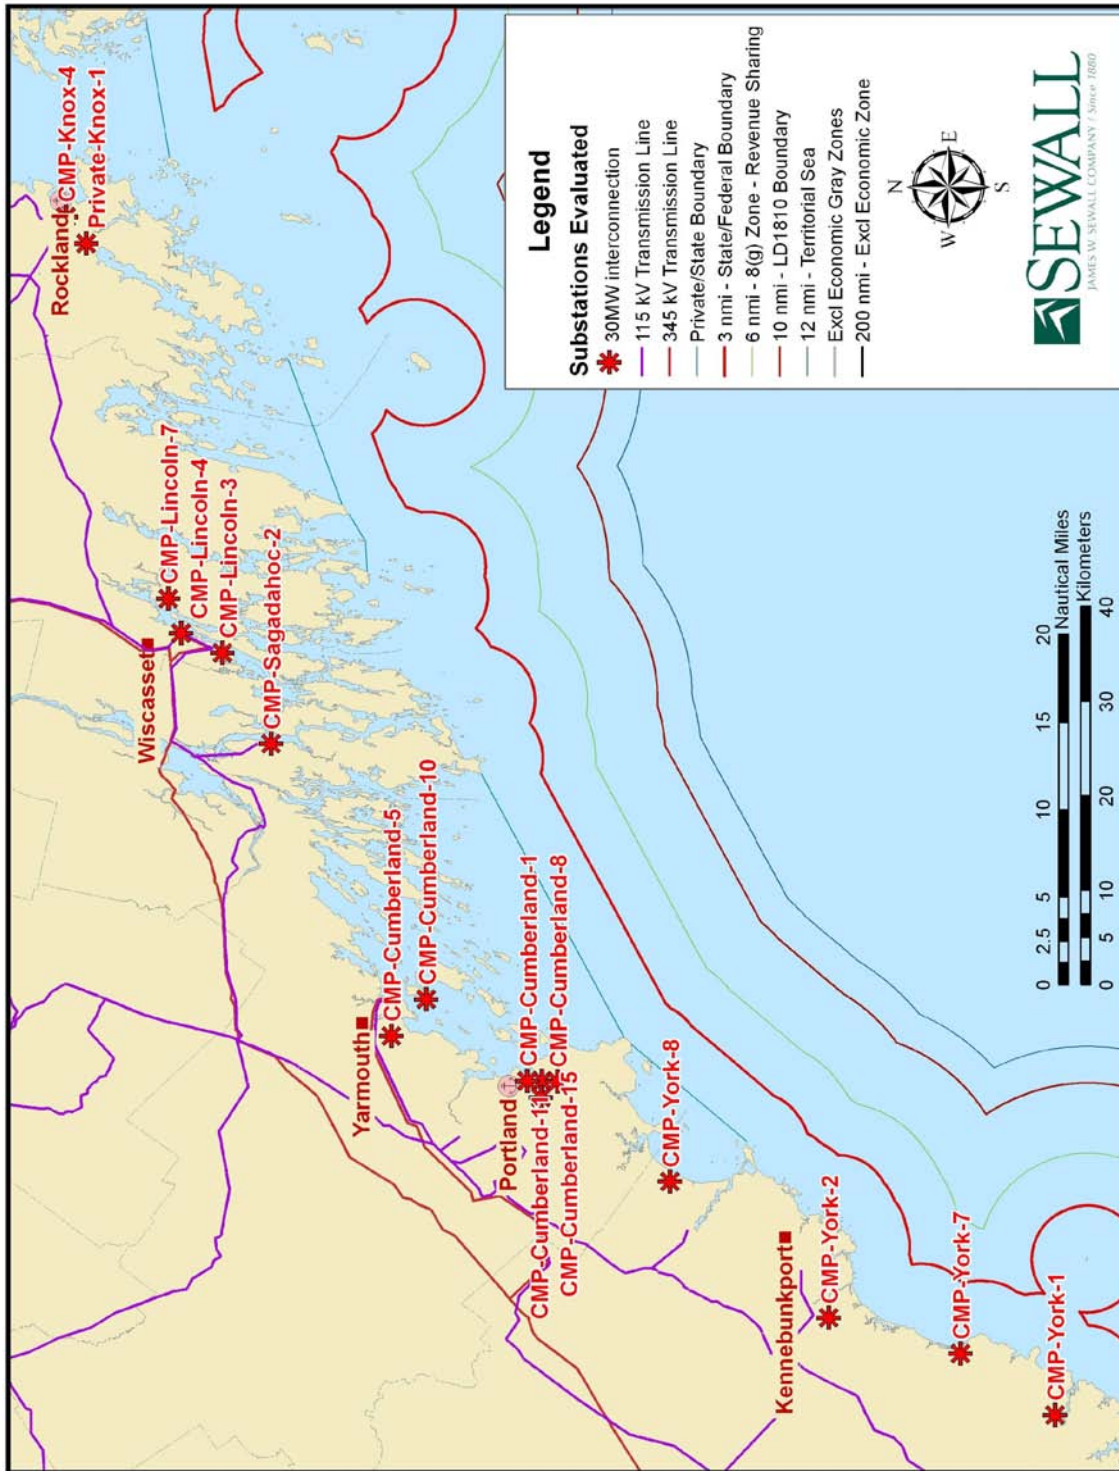 Rockland
CMP-Knox-4
Private-Knox-1
CMP-Lincoln-7
CMP-Lincoln-4
CMP-Lincoln-3
Wiscasset
CMP-Sagadahoc-2
CMP-Cumberland-5
CMP-Cumberland-10
Yarmouth
Portland
CMP-Cumberland-1
CMP-Cumberland-8
CMP-Cumberland-11
CMP-Cumberland-15
CMP-York-8
Kennebunkport
CMP-York-2
CMP-York-7
CMP-York-1
Legend
Substations Evaluated
30MW interconnection
115 kV Transmission Line
345 kV Transmission Line
Private/State Boundary
3 nmi - State/Federal Boundary
6 nmi - 8(g) Zone - Revenue Sharing
10 nmi - LD1810 Boundary
12 nmi - Territorial Sea
Excl Economic Gray Zones
200 nmi - Excl Economic Zone
N
W E
S
SEWALL
JAMES W. SEWALL COMPANY / Since 1880
0 2.5 5 10 15 20
Nautical Miles
Kilometers
0 5 10 20 30 40